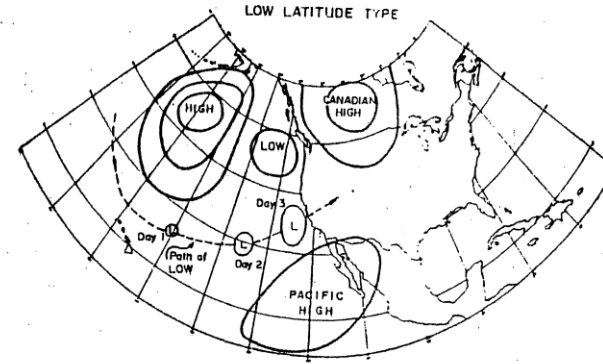 LOW LATITUDE TYPE
HIGH
CANADIAN
HIGH
LOW
Day 3
L
Day 1
L
L
Path of
LOW
Day 2
PACIFIC
HIGH